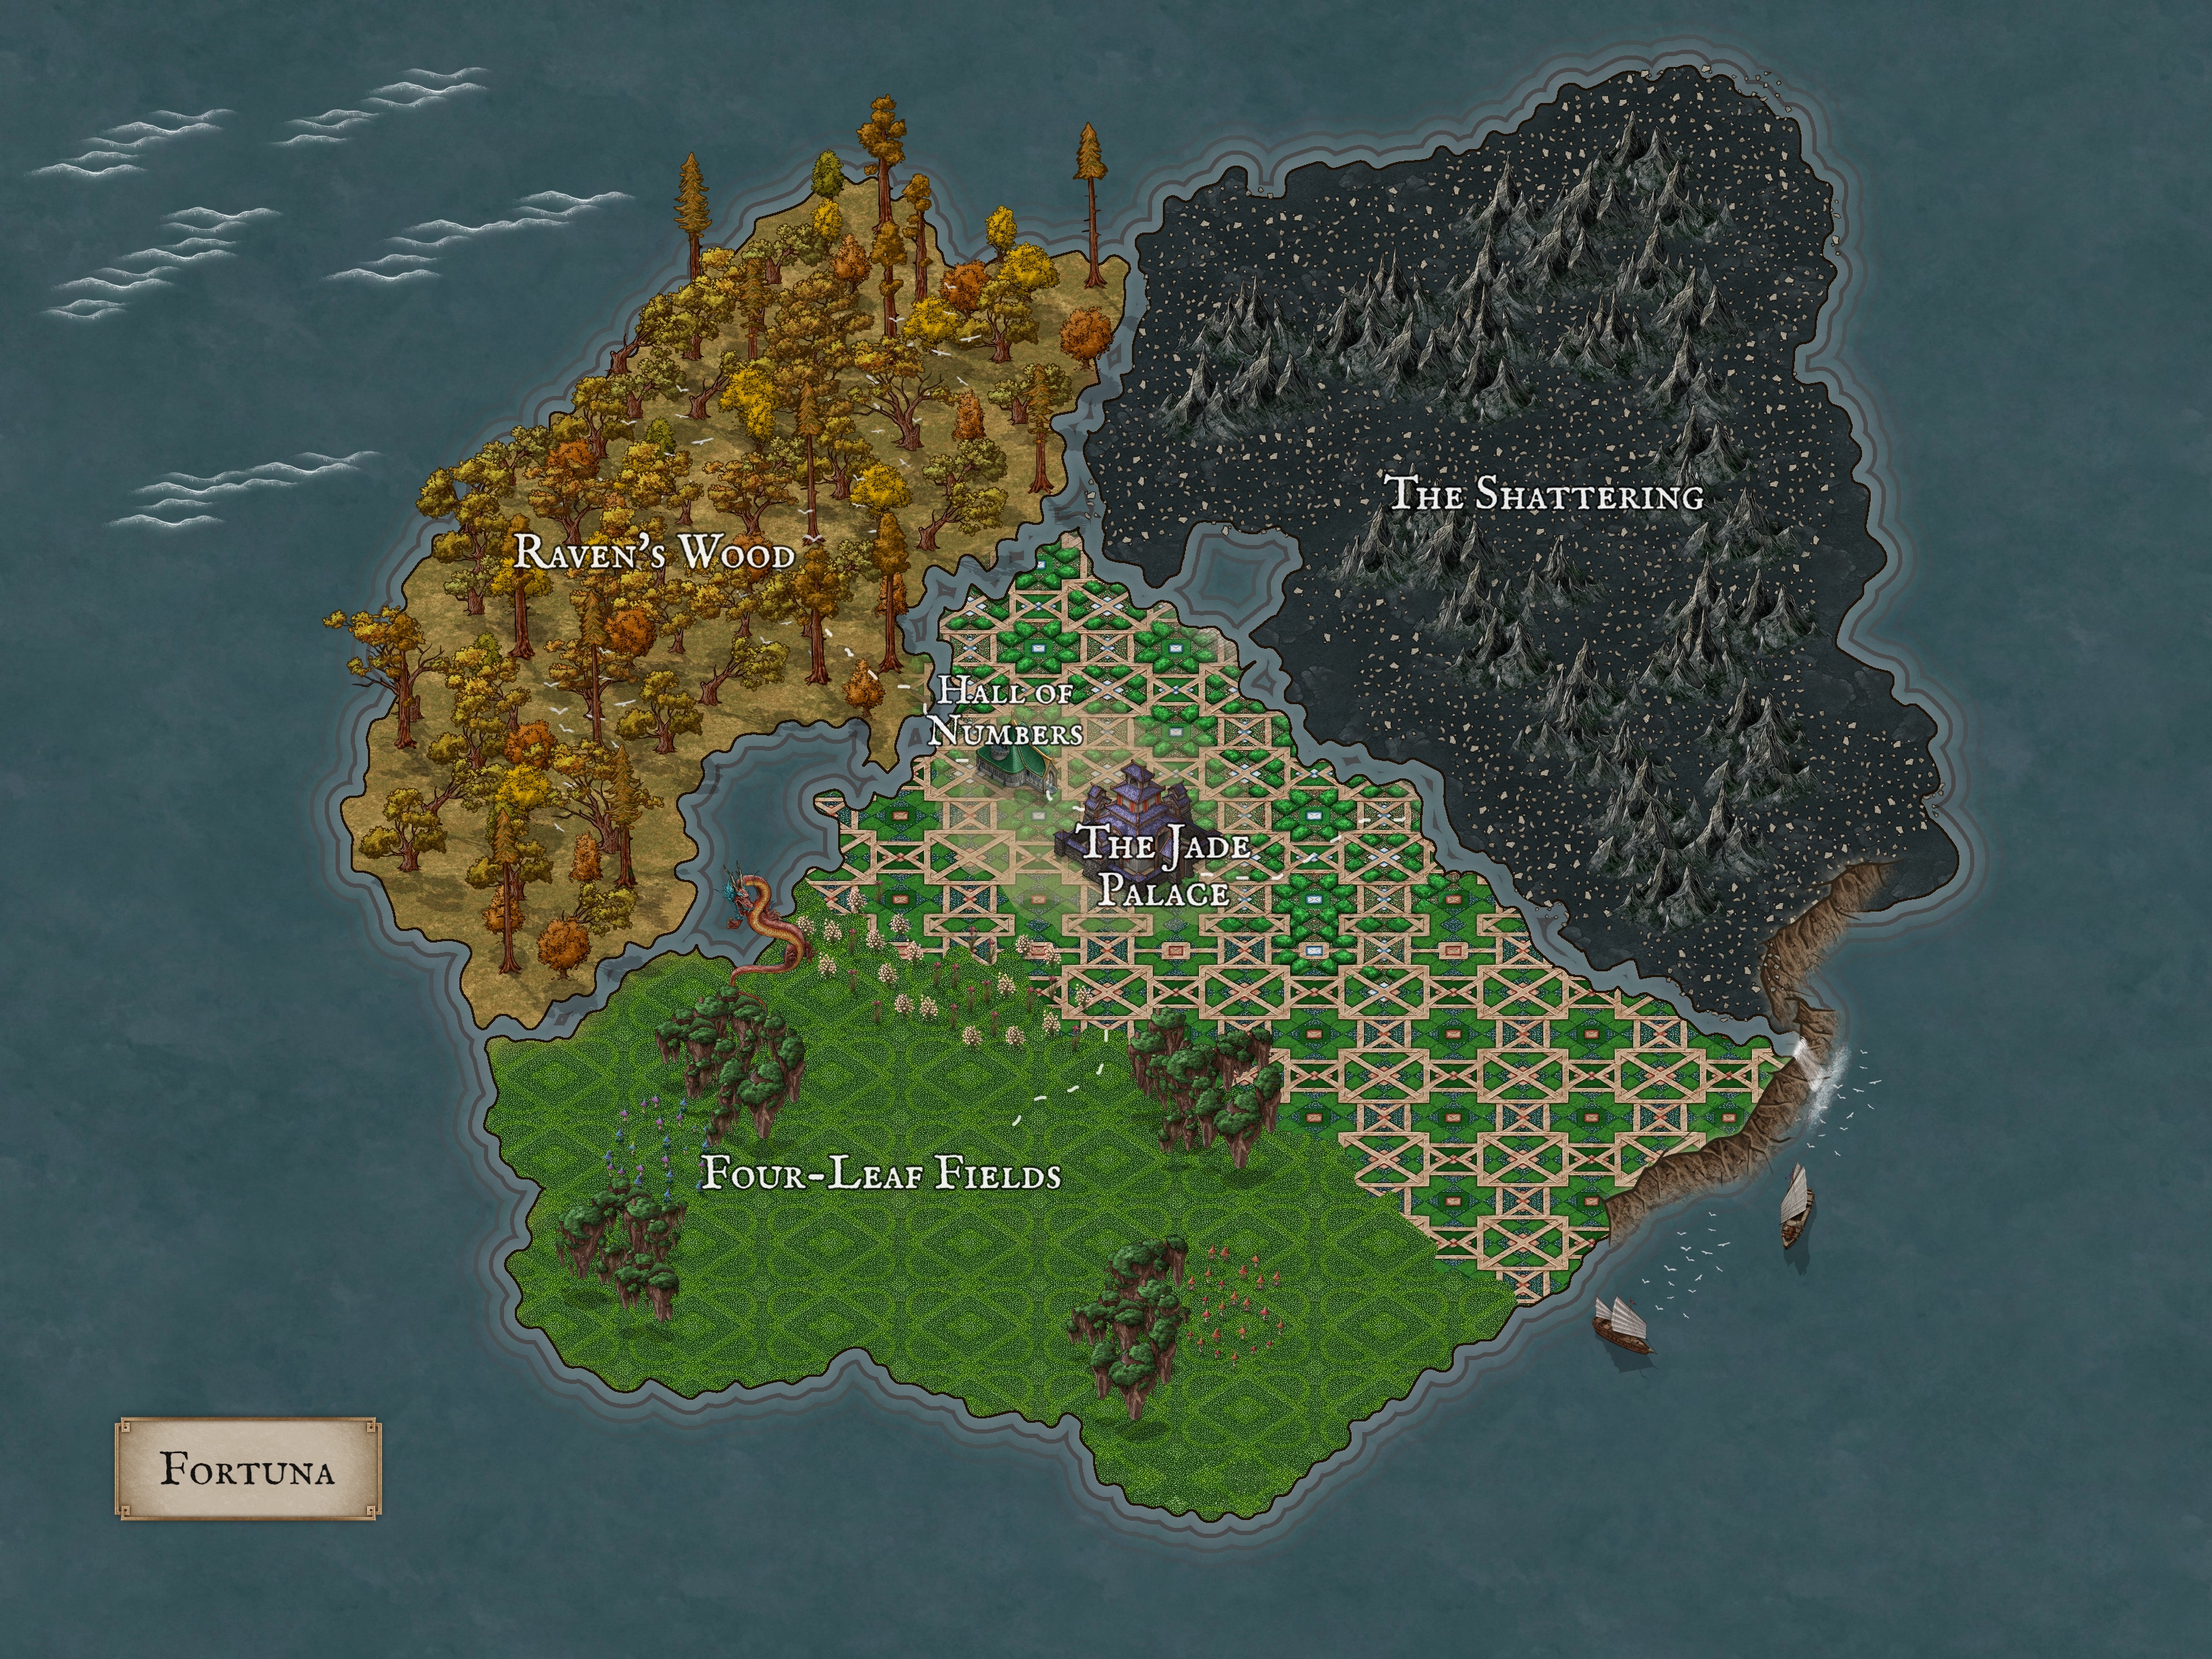 The Shattering
Raven's Wood
Hall of
Numbers
The Jade
Palace
Four-Leaf Fields
Fortuna